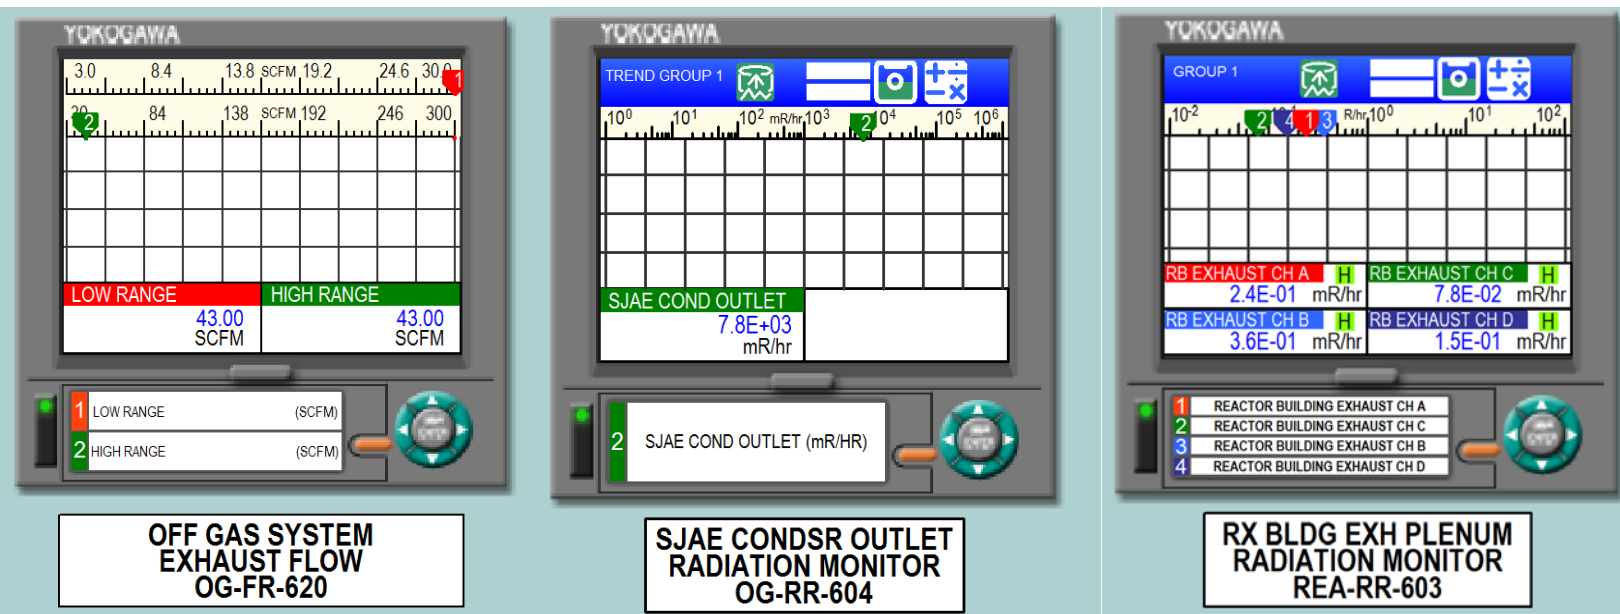 YOKOGAWA
3.0 8.4 13.8 SCFM 19.2 24.6 30.0
1
30 84 138 SCFM 192 246 300
2
LOW RANGE HIGH RANGE
43.00 43.00
SCFM SCFM
1 LOW RANGE (SCFM)
2 HIGH RANGE (SCFM)
OFF GAS SYSTEM
EXHAUST FLOW
OG-FR-620
YOKOGAWA
TREND GROUP 1
10⁰ 10¹ 10² mR/hr 10³ 10⁴ 10⁵ 10⁶
2
SJAE COND OUTLET
7.8E+03
mR/hr
2 SJAE COND OUTLET (mR/HR)
SJAE CONDSR OUTLET
RADIATION MONITOR
OG-RR-604
YOKOGAWA
GROUP 1
10⁻² 10⁻¹ R/hr 10⁰ 10¹ 10²
2 4 1 3
RB EXHAUST CH A H RB EXHAUST CH C H
2.4E-01 mR/hr 7.8E-02 mR/hr
RB EXHAUST CH B H RB EXHAUST CH D H
3.6E-01 mR/hr 1.5E-01 mR/hr
1 REACTOR BUILDING EXHAUST CH A
2 REACTOR BUILDING EXHAUST CH C
3 REACTOR BUILDING EXHAUST CH B
4 REACTOR BUILDING EXHAUST CH D
RX BLDG EXH PLENUM
RADIATION MONITOR
REA-RR-603